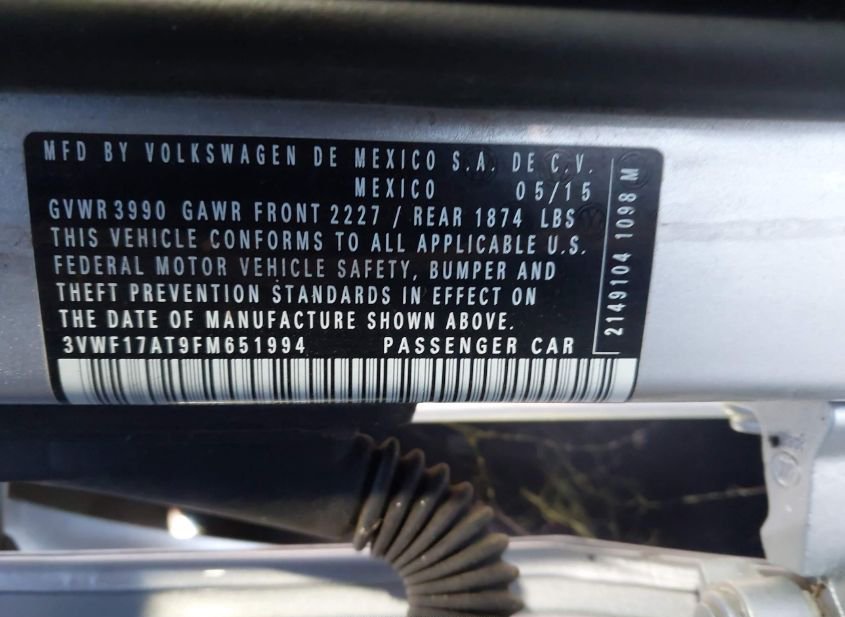 MFD BY VOLKSWAGEN DE MEXICO S.A. DE C.V.
MEXICO 05/15
GVWR 3990 GAWR FRONT 2227 / REAR 1874 LBS
THIS VEHICLE CONFORMS TO ALL APPLICABLE U.S.
FEDERAL MOTOR VEHICLE SAFETY, BUMPER AND
THEFT PREVENTION STANDARDS IN EFFECT ON
THE DATE OF MANUFACTURE SHOWN ABOVE.
3VWF17AT9FM651994 PASSENGER CAR
2149104 1098 M